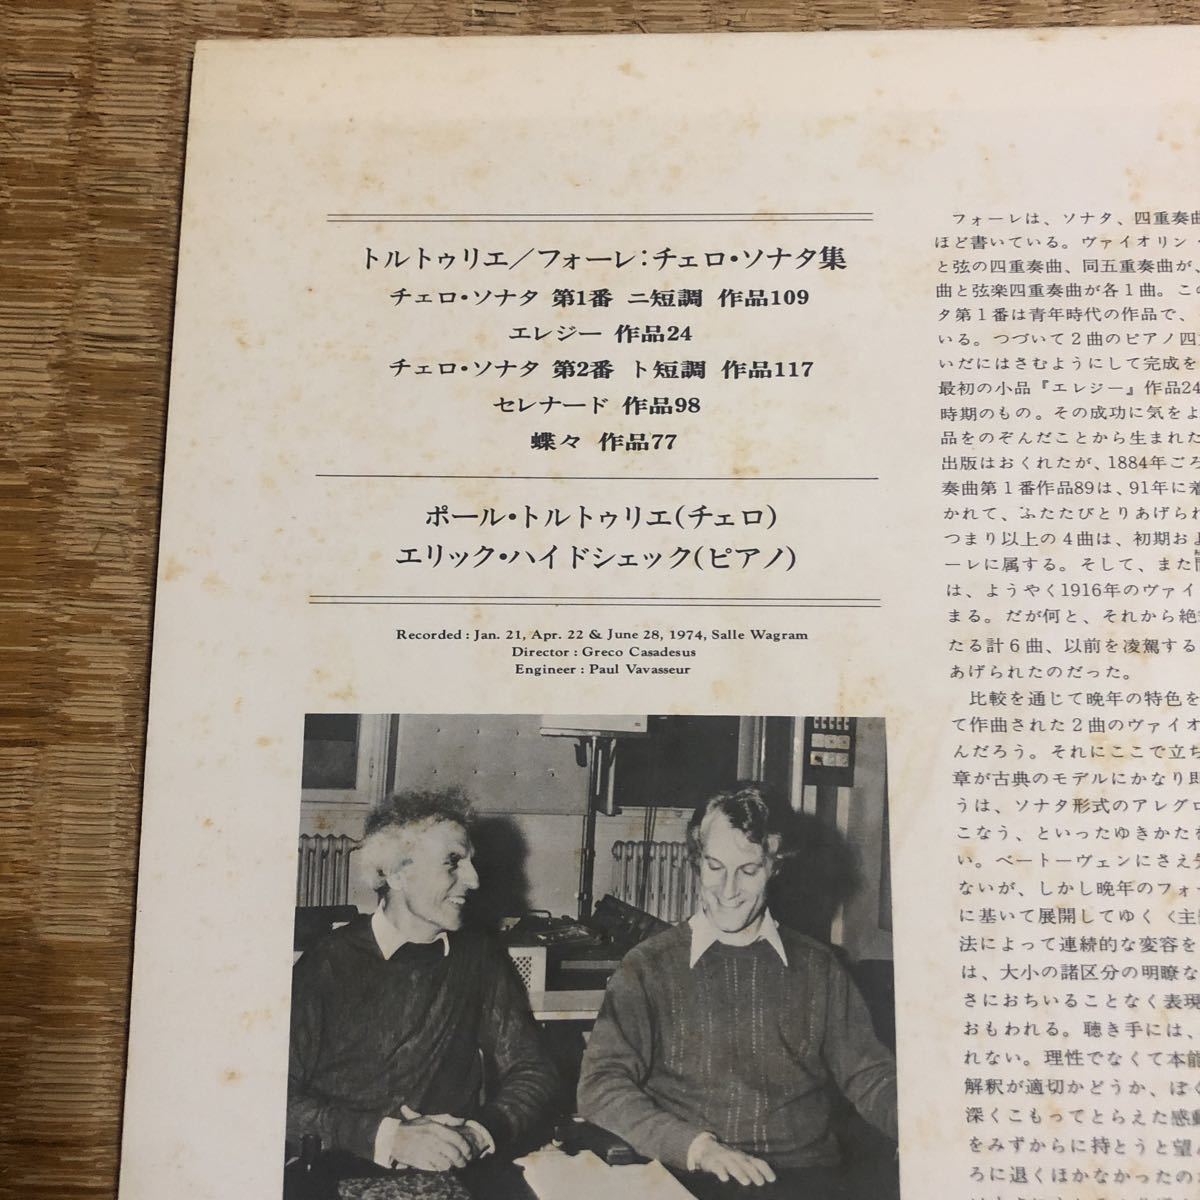 トルトゥリエ／フォーレ：チェロ・ソナタ集
チェロ・ソナタ 第1番 ニ短調 作品109
エレジー 作品24
チェロ・ソナタ 第2番 ト短調 作品117
セレナード 作品98
蝶々 作品77
ポール・トルトゥリエ(チェロ)
エリック・ハイドシェック(ピアノ)
Recorded : Jan. 21, Apr. 22 & June 28, 1974, Salle Wagram
Director : Greco Casadesus
Engineer : Paul Vavasseur
フォーレは、ソナタ、四重奏曲
ほど書いている。ヴァイオリン・
と弦の四重奏曲、同五重奏曲が、
曲と弦楽四重奏曲が各１曲。この
タ第１番は青年時代の作品で、
いる。つづいて２曲のピアノ四
いだにはさむようにして完成を
最初の小品『エレジー』作品24
時期のもの。その成功に気をよ
品をのぞんだことから生まれた
出版はおくれたが、1884年ごろ
奏曲第１番作品89は、91年に着
かれて、ふたたびとりあげられ
つまり以上の４曲は、初期およ
ーレに属する。そして、また
は、ようやく1916年のヴァイ
まる。だが何と、それから絶
たる計６曲、以前を凌駕する
あげられたのだった。
比較を通じて晩年の特色を
て作曲された２曲のヴァイオ
んだろう。それにここで立ち
章が古典のモデルにかなり即
うは、ソナタ形式のアレグロ
こなう、といったゆきかたを
い。ベートーヴェンにさえ
ないが、しかし晩年のフォー
に基いて展開してゆく〈主
法によって連続的な変容を
は、大小の諸区分の明瞭な
さにおちいることなく表現
おもわれる。聴き手には、
れない。理性でなくて本能
解釈が適切かどうか、ぼく
深くこもってとらえた感動
をみずからに持とうと望
ろに退くほかなかったの